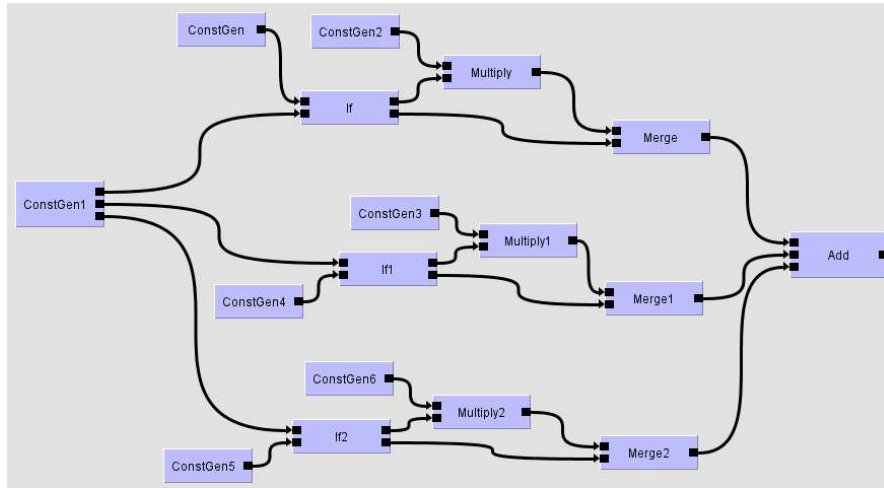 ConstGen
ConstGen2
Multiply
If
Merge
ConstGen1
ConstGen3
Multiply1
If1
Add
ConstGen4
Merge1
ConstGen6
Multiply2
If2
Merge2
ConstGen5